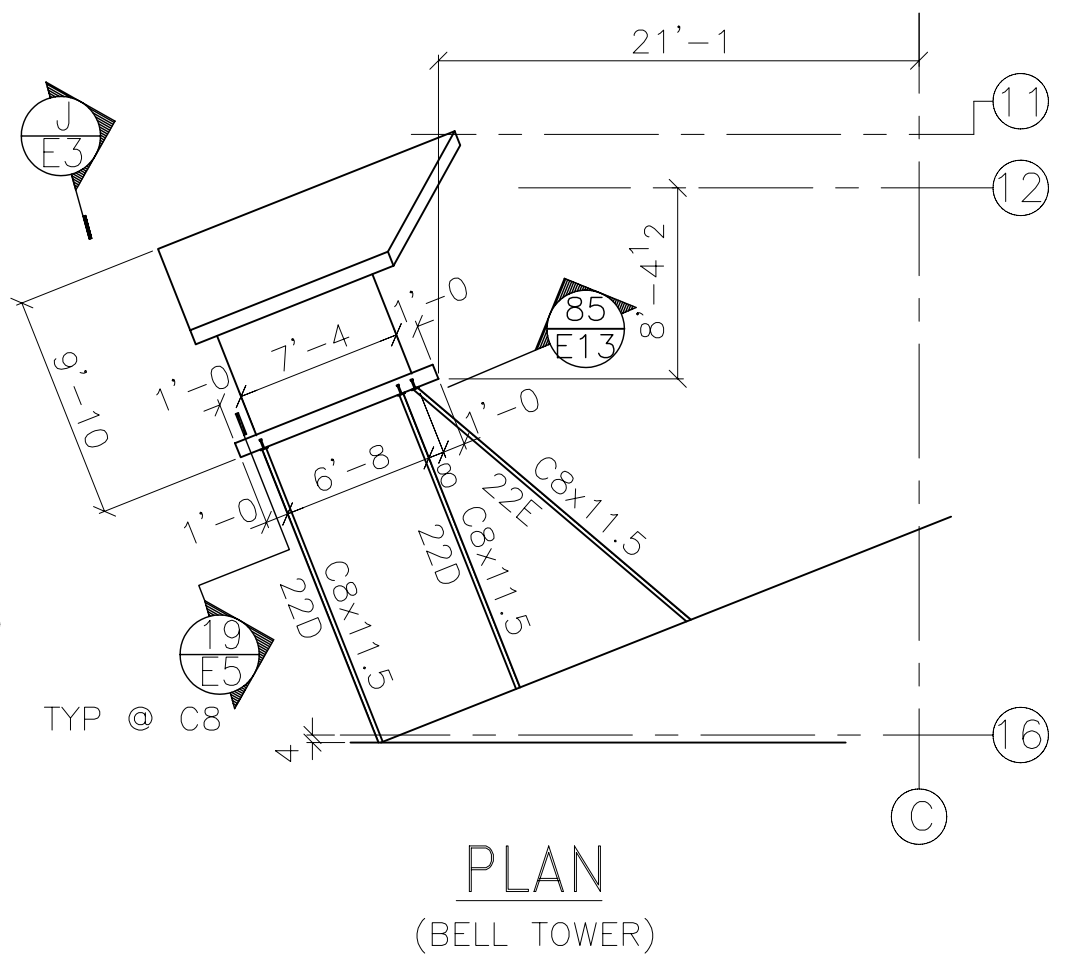 21'-1
11
J
E3
12
8'-4 1/2
85
E13
1'-0
7'-4
1'-0
9'-10
1'-0
6'-8
8
1'-0
22E
C8x11.5
22D
C8x11.5
22D
C8x11.5
19
E5
TYP @ C8
4
16
C
PLAN
(BELL TOWER)